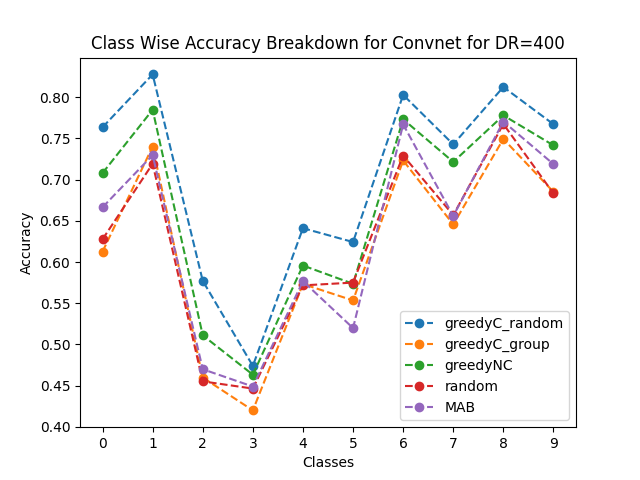 Class Wise Accuracy Breakdown for Convnet for DR=400
Accuracy
0.80
0.75
0.70
0.65
0.60
0.55
0.50
0.45
0.40
greedyC_random
greedyC_group
greedyNC
random
MAB
0 1 2 3 4 5 6 7 8 9
Classes